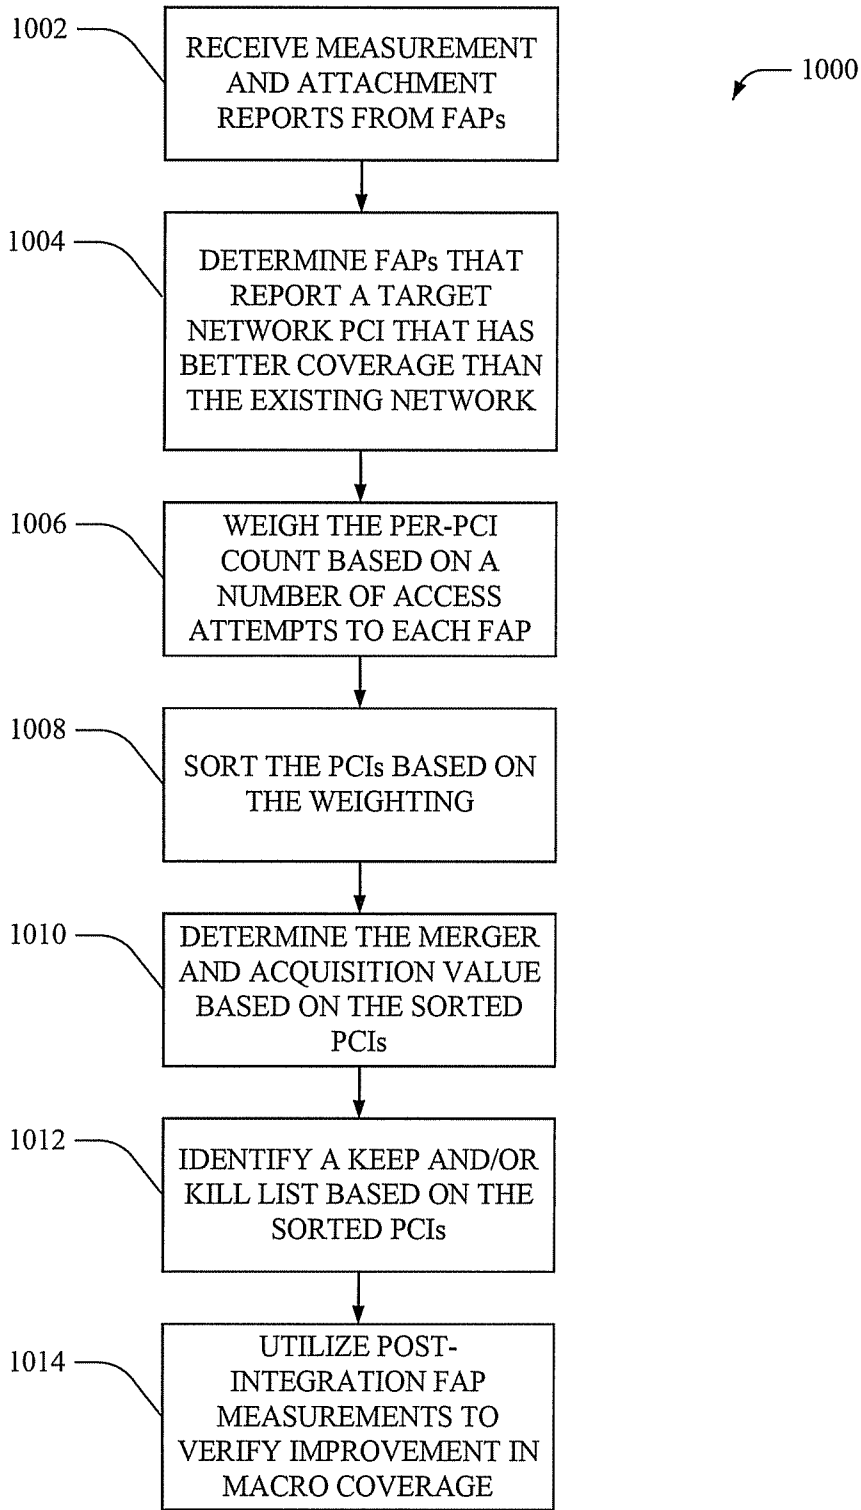 1002
RECEIVE MEASUREMENT
AND ATTACHMENT
REPORTS FROM FAPs
1000
1004
DETERMINE FAPs THAT
REPORT A TARGET
NETWORK PCI THAT HAS
BETTER COVERAGE THAN
THE EXISTING NETWORK
1006
WEIGH THE PER-PCI
COUNT BASED ON A
NUMBER OF ACCESS
ATTEMPTS TO EACH FAP
1008
SORT THE PCIs BASED ON
THE WEIGHTING
1010
DETERMINE THE MERGER
AND ACQUISITION VALUE
BASED ON THE SORTED
PCIs
1012
IDENTIFY A KEEP AND/OR
KILL LIST BASED ON THE
SORTED PCIs
1014
UTILIZE POST-
INTEGRATION FAP
MEASUREMENTS TO
VERIFY IMPROVEMENT IN
MACRO COVERAGE